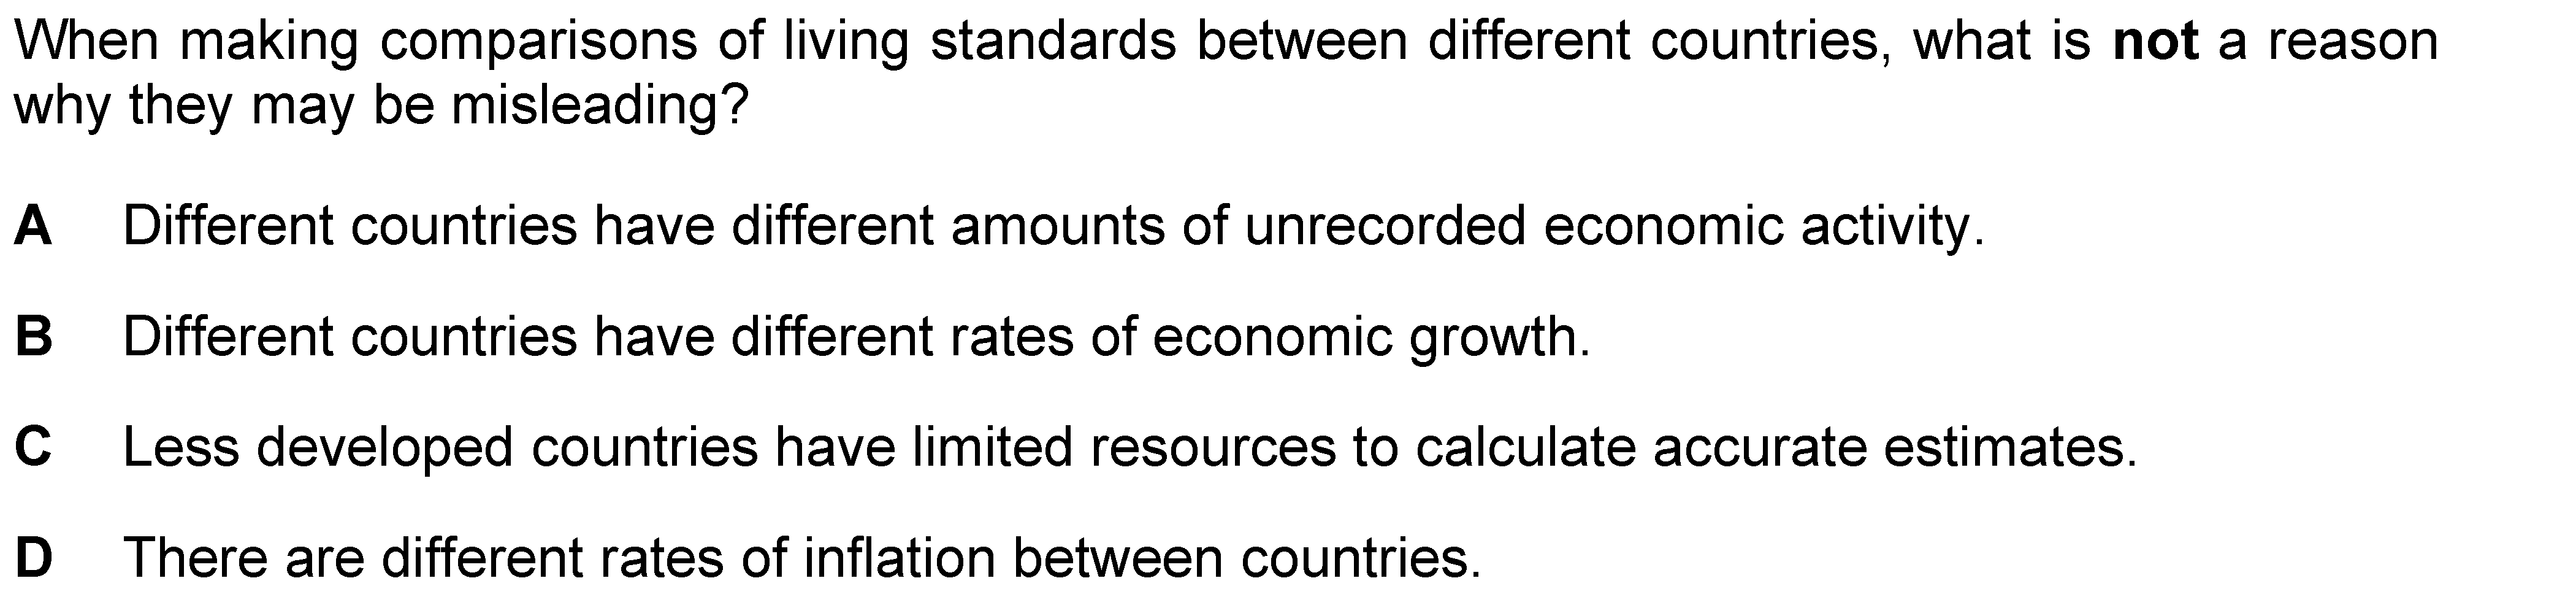 When making comparisons of living standards between different countries, what is not a reason
why they may be misleading?
A Different countries have different amounts of unrecorded economic activity.
B Different countries have different rates of economic growth.
C Less developed countries have limited resources to calculate accurate estimates.
D There are different rates of inflation between countries.